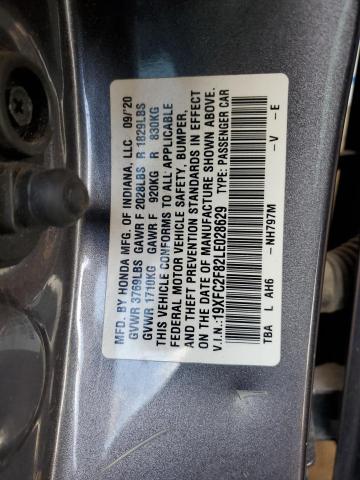 MFD. BY HONDA MFG. OF INDIANA, LLC 09/'20
GVWR 3769LBS GAWR F 2028LBS R 1829LBS
GVWR 1710KG GAWR F 920KG R 830KG
THIS VEHICLE CONFORMS TO ALL APPLICABLE
FEDERAL MOTOR VEHICLE SAFETY, BUMPER,
AND THEFT PREVENTION STANDARDS IN EFFECT
ON THE DATE OF MANUFACTURE SHOWN ABOVE.
V.I.N.:19XFC2F82LE028629 TYPE: PASSENGER CAR
TBA L AH6 -NH797M -V -E